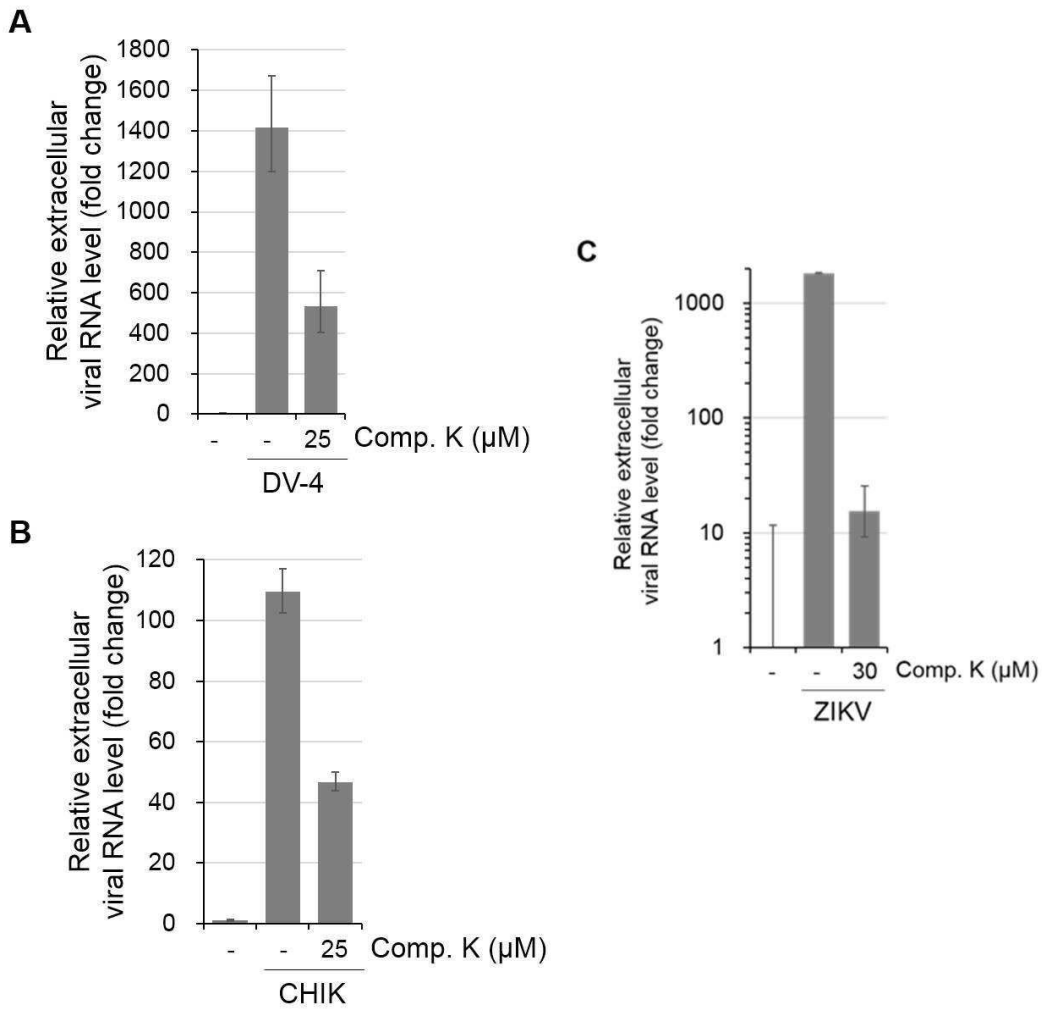 A
Relative extracellular
viral RNA level (fold change)
1800
1600
1400
1200
1000
800
600
400
200
0
- - 25 Comp. K (µM)
DV-4
B
Relative extracellular
viral RNA level (fold change)
120
100
80
60
40
20
0
- - 25 Comp. K (µM)
CHIK
C
Relative extracellular
viral RNA level (fold change)
1000
100
10
1
- - 30 Comp. K (µM)
ZIKV